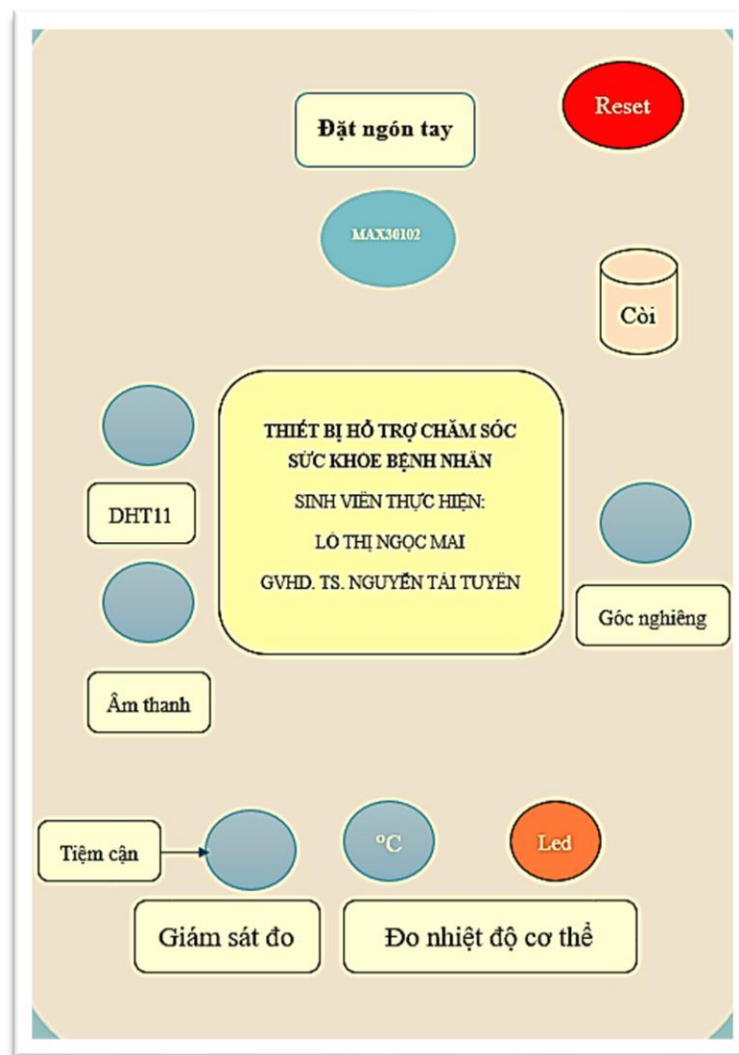 Reset
Đặt ngón tay
MAX30102
Còi
THIẾT BỊ HỖ TRỢ CHĂM SÓC
SỨC KHỎE BỆNH NHÂN
SINH VIÊN THỰC HIỆN:
LÒ THỊ NGỌC MAI
GVHD. TS. NGUYỄN TÀI TUYÊN
DHT11
Góc nghiêng
Âm thanh
Tiệm cận
°C
Led
Giám sát đo
Đo nhiệt độ cơ thể